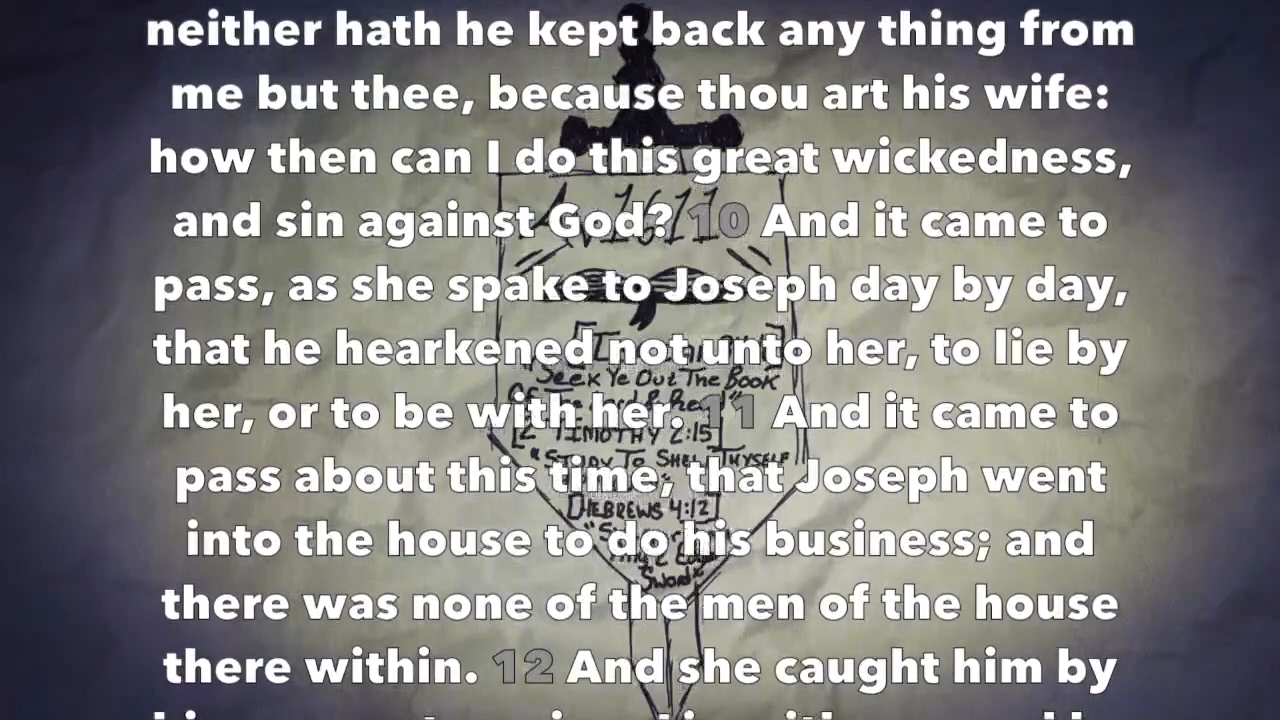 neither hath he kept back any thing from
me but thee, because thou art his wife:
how then can I do this great wickedness,
and sin against God? 10 And it came to
pass, as she spake to Joseph day by day,
that he hearkened not unto her, to lie by
her, or to be with her. 11 And it came to
pass about this time, that Joseph went
into the house to do his business; and
there was none of the men of the house
there within. 12 And she caught him by
1611
"Seek Ye Out The Book
Of The Lord & Read"
[2 TIMOTHY 2:15]
"STUDY To Shew THYSELF
[HEBREWS 4:12]
Sword"